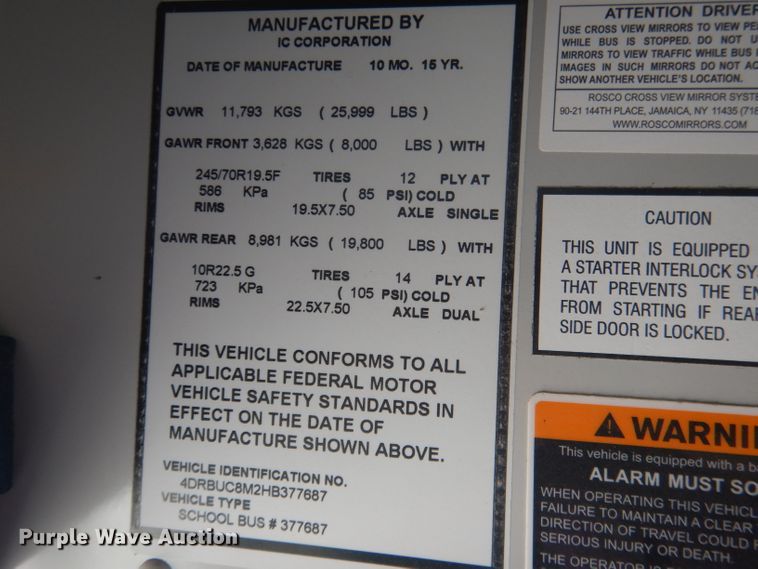 MANUFACTURED BY
IC CORPORATION
DATE OF MANUFACTURE 10 MO. 15 YR.
GVWR 11,793 KGS ( 25,999 LBS )
GAWR FRONT 3,628 KGS ( 8,000 LBS ) WITH
245/70R19.5F TIRES 12 PLY AT
586 KPa ( 85 PSI) COLD
RIMS 19.5X7.50 AXLE SINGLE
GAWR REAR 8,981 KGS ( 19,800 LBS ) WITH
10R22.5 G TIRES 14 PLY AT
723 KPa ( 105 PSI) COLD
RIMS 22.5X7.50 AXLE DUAL
THIS VEHICLE CONFORMS TO ALL
APPLICABLE FEDERAL MOTOR
VEHICLE SAFETY STANDARDS IN
EFFECT ON THE DATE OF
MANUFACTURE SHOWN ABOVE.
VEHICLE IDENTIFICATION NO.
4DRBUC8M2HB377687
VEHICLE TYPE
SCHOOL BUS # 377687
ATTENTION DRIVER
USE CROSS VIEW MIRRORS TO VIEW
WHILE BUS IS STOPPED. DO NOT
MIRRORS TO VIEW TRAFFIC WHILE BUS
IMAGES IN SUCH MIRRORS DO NOT
SHOW ANOTHER VEHICLE'S LOCATION.
ROSCO CROSS VIEW MIRROR
90-21 144TH PLACE, JAMAICA, NY 11435 (718
WWW.ROSCOMIRRORS.COM
CAUTION
THIS UNIT IS EQUIPPED
A STARTER INTERLOCK
THAT PREVENTS THE
FROM STARTING IF
SIDE DOOR IS LOCKED.
WARNI
This vehicle is equipped with a
ALARM MUST
WHEN OPERATING THIS
FAILURE TO MAINTAIN A CLEAR
DIRECTION OF TRAVEL COULD
SERIOUS INJURY OR DEATH.
THE OPERATOR IS
Purple Wave Auction